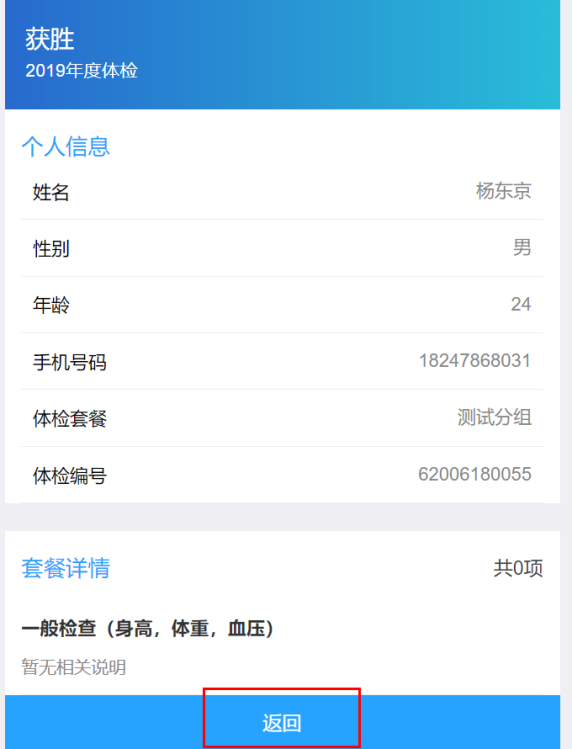 获胜
2019年度体检
个人信息
姓名 杨东京
性别 男
年龄 24
手机号码 18247868031
体检套餐 测试分组
体检编号 62006180055
套餐详情 共0项
一般检查（身高，体重，血压）
暂无相关说明
返回